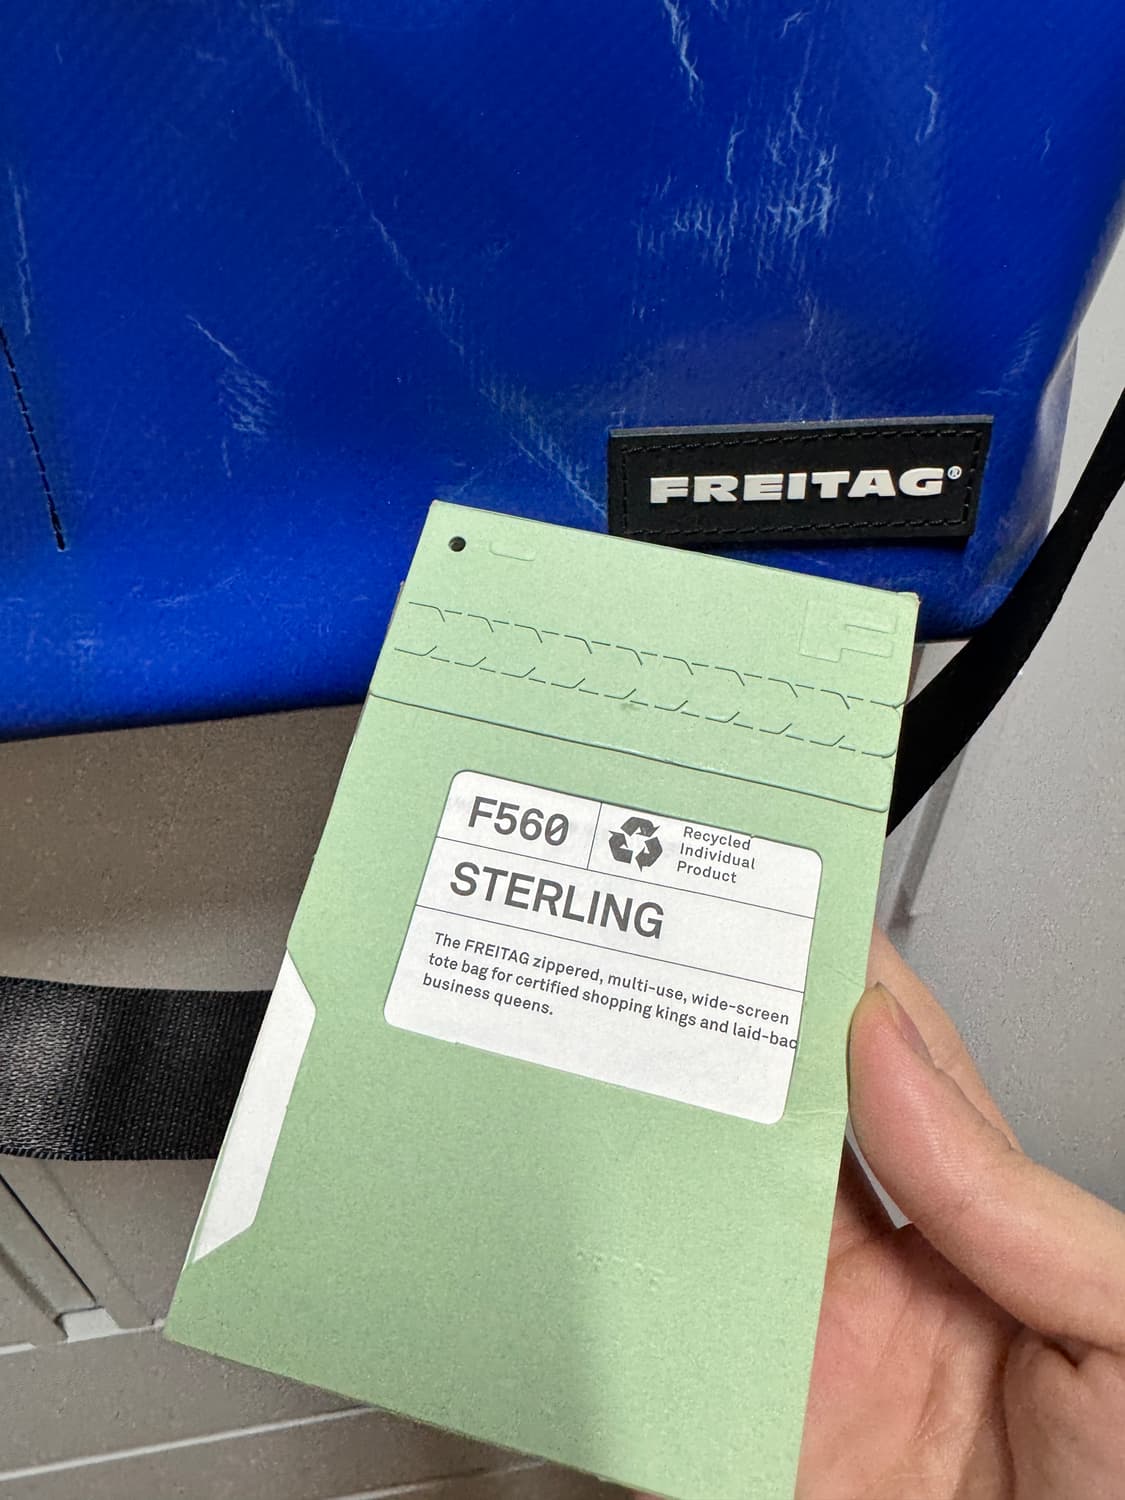 FREITAG®
F560
Recycled
Individual
Product
STERLING
The FREITAG zippered, multi-use, wide-screen
tote bag for certified shopping kings and laid-bac
business queens.